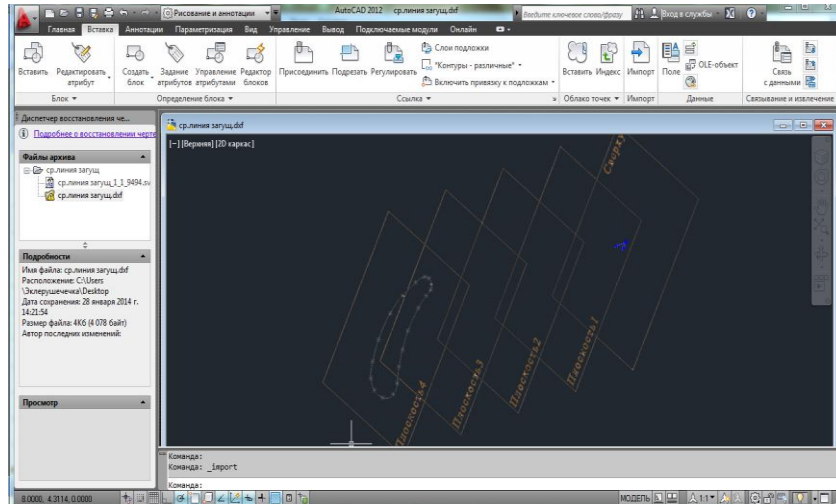 Рисование и аннотации
AutoCAD 2012 ср.линия загущ.dxf
Введите ключевое слово/фразу
Вход в службы
Главная Вставка Аннотации Параметризация Вид Управление Вывод Подключаемые модули Онлайн
Слои подложки
"Контуры - различные"
Включить привязку к подложкам
OLE-объект
Вставить Редактировать атрибут Создать блок Задание атрибутов Управление атрибутами Редактор блоков Присоединить Подрезать Регулировать Вставить Индекс Импорт Поле Связь с данными
Блок Определение блока Ссылка Облако точек Импорт Данные Связывание и извлечение
Диспетчер восстановления че...
Подробнее о восстановлении черте
Файлы архива
ср.линия загущ
ср.линия загущ_1_1_9494.sv
ср.линия загущ.dxf
Подробности
Имя файла: ср.линия загущ.dxf
Расположение: C:\Users
\Эклерушечечка\Desktop
Дата сохранения: 28 января 2014 г.
14:21:54
Размер файла: 4Кб (4 078 байт)
Автор последних изменений:
Просмотр
ср.линия загущ.dxf
[−][Верхняя][2D каркас]
Сверху
Плоскость1
Плоскость2
Плоскость3
Плоскость4
Команда:
Команда: _import
Команда:
8.0000, 4.3114, 0.0000
МОДЕЛЬ
1:1